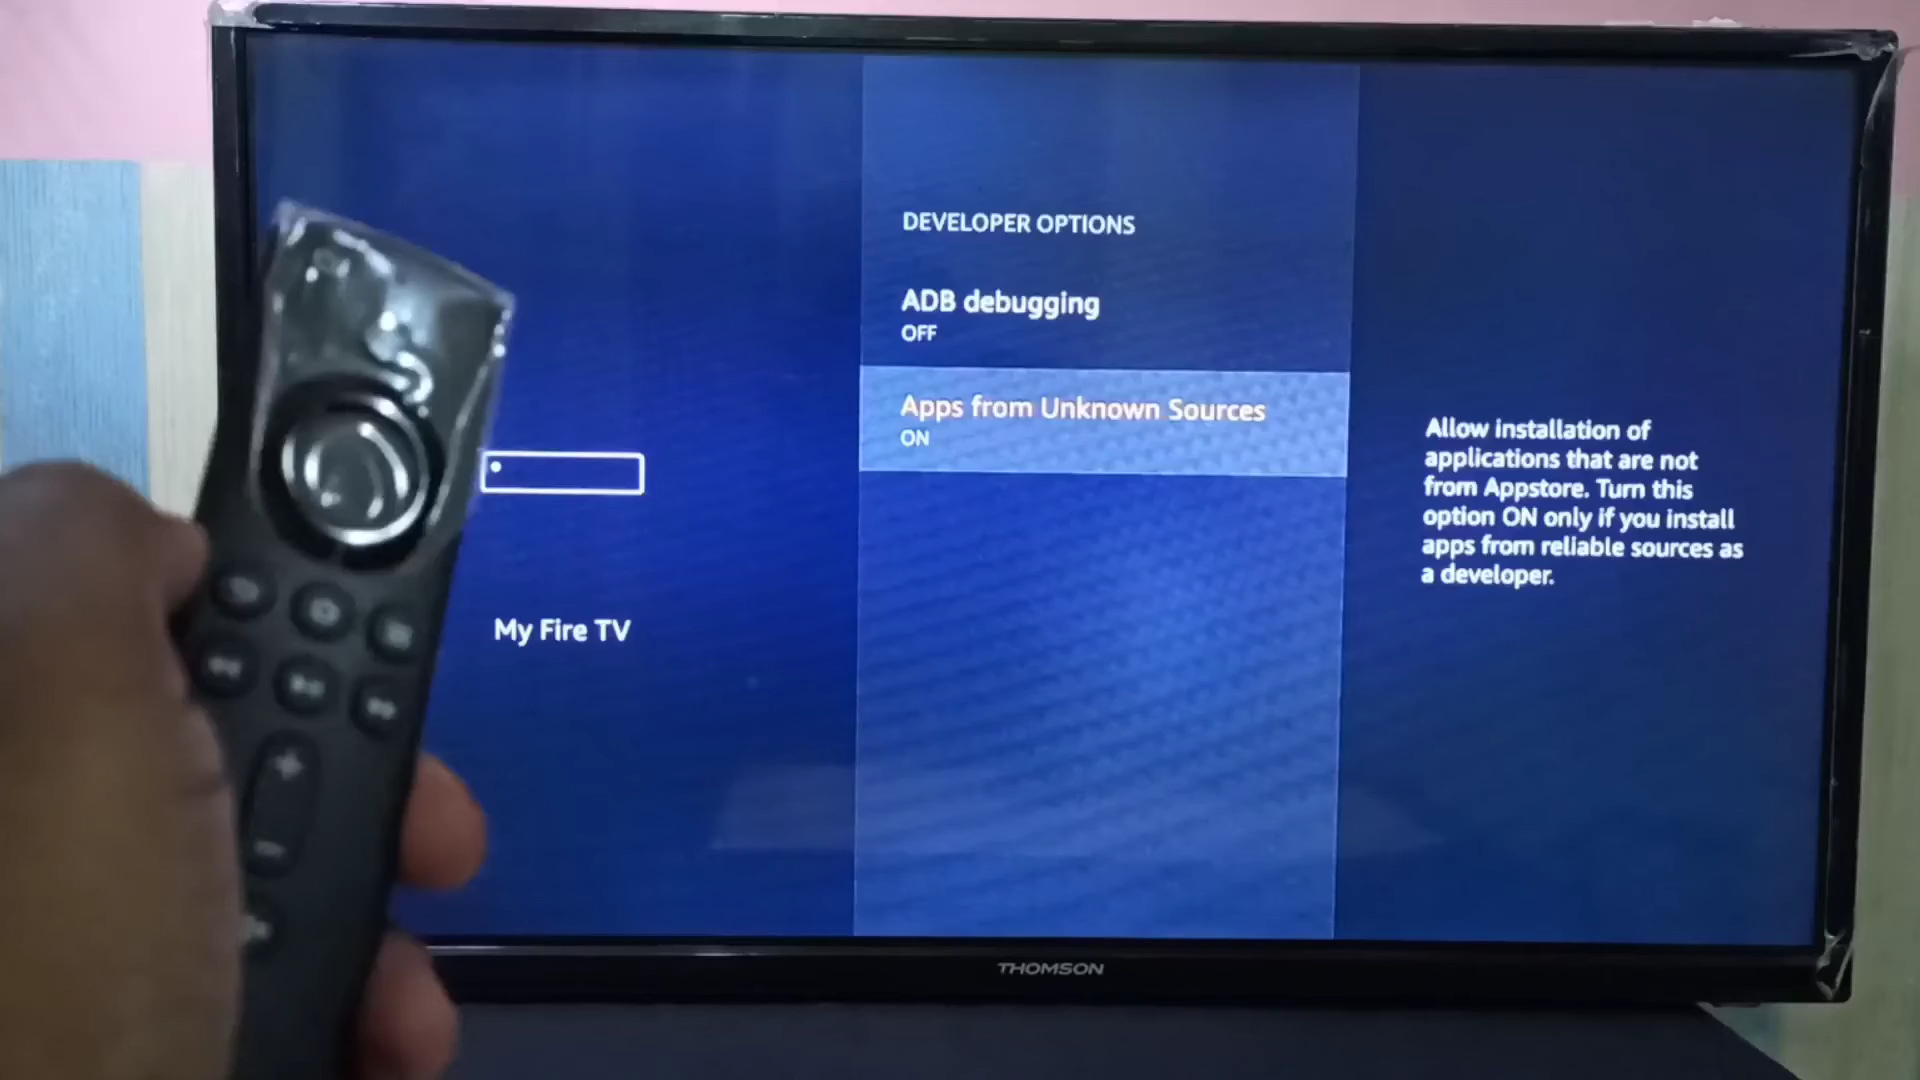 DEVELOPER OPTIONS
ADB debugging
OFF
Apps from Unknown Sources
ON
My Fire TV
Allow installation of
applications that are not
from Appstore. Turn this
option ON only if you install
apps from reliable sources as
a developer.
THOMSON